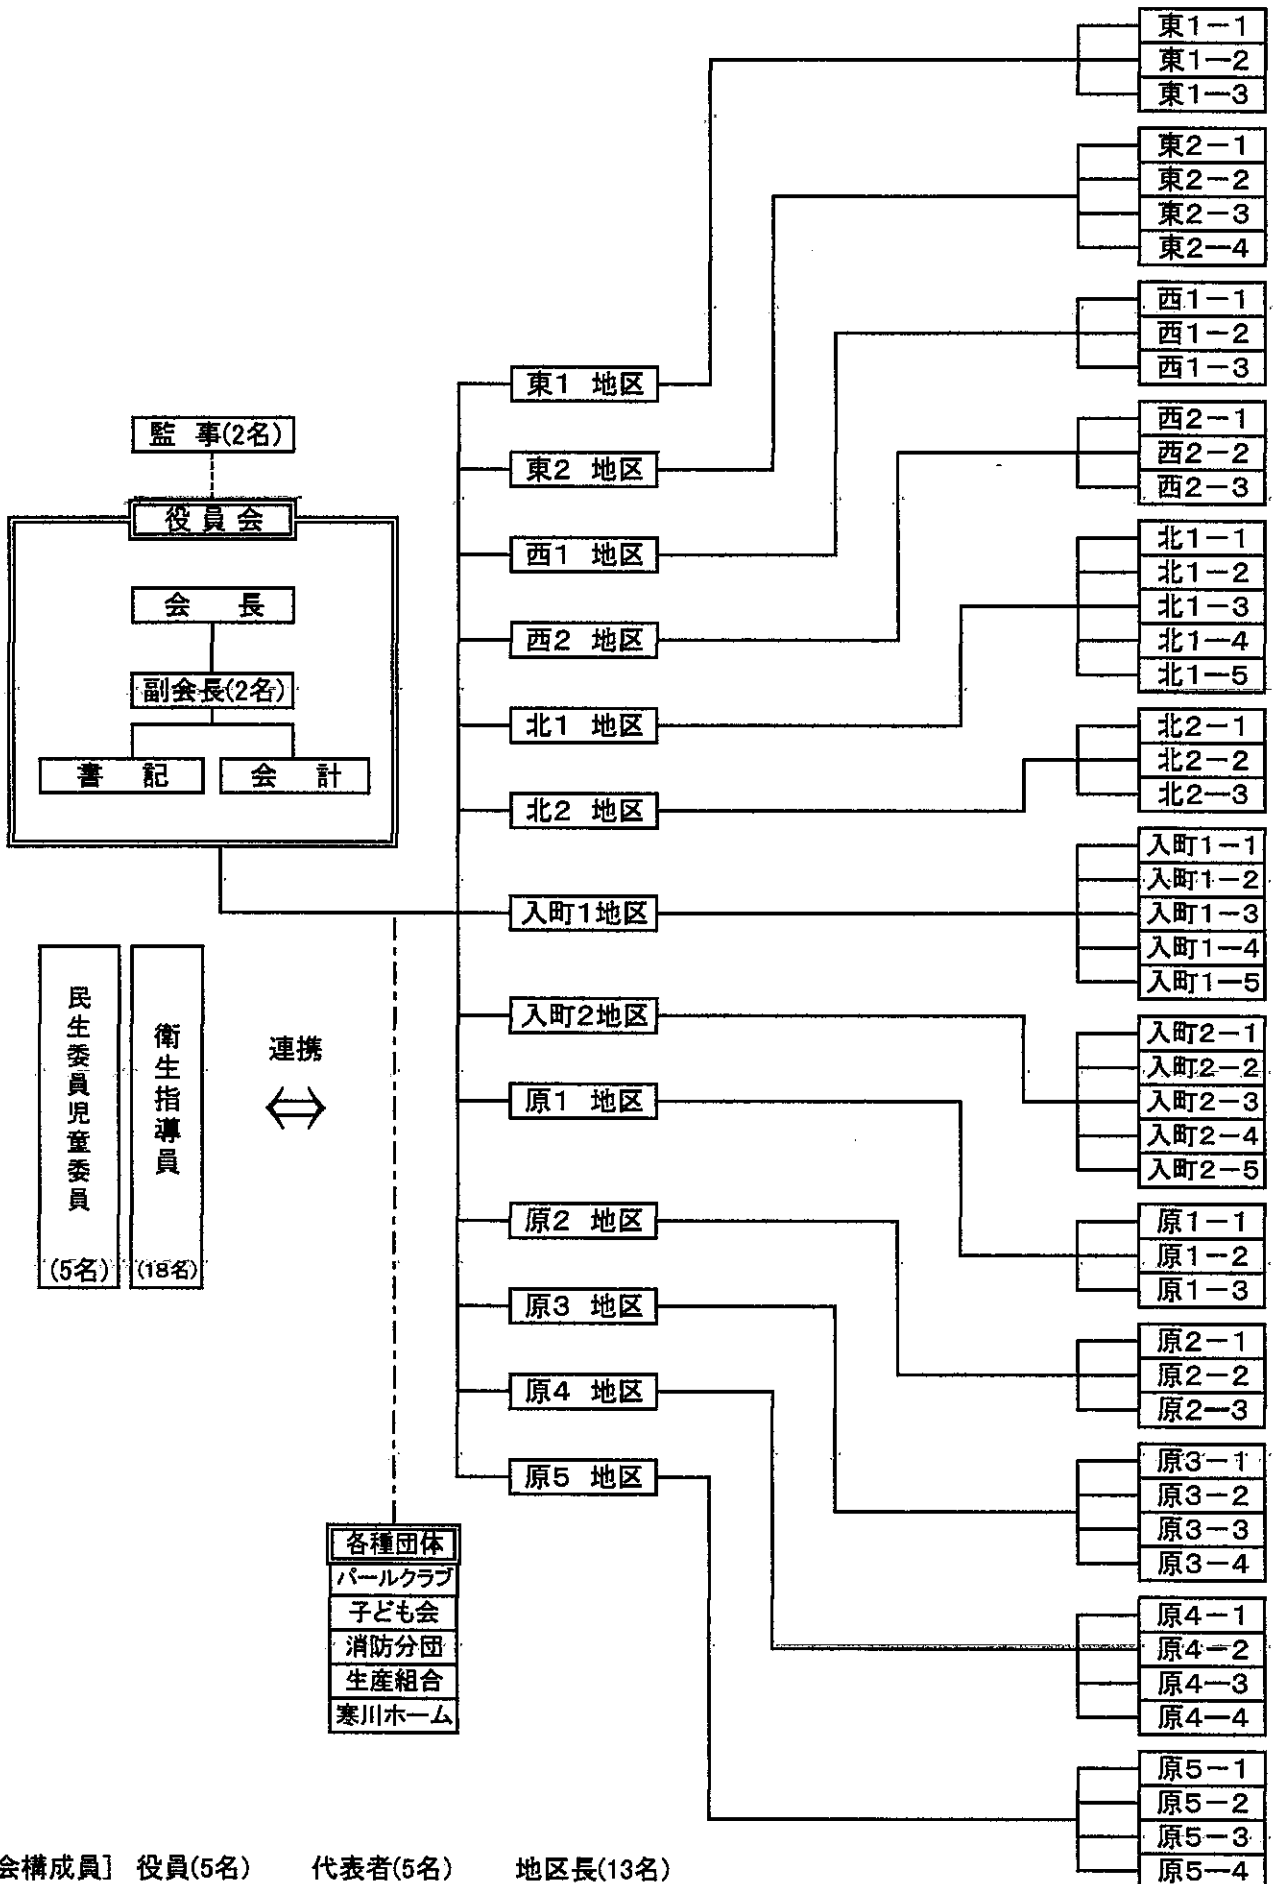 監 事(2名)
役員会
会 長
副会長(2名)
書 記
会 計
民生委員児童委員
(5名)
衛生指導員
(18名)
連携
各種団体
パールクラブ
子ども会
消防分団
生産組合
寒川ホーム
東1 地区
東2 地区
西1 地区
西2 地区
北1 地区
北2 地区
入町1地区
入町2地区
原1 地区
原2 地区
原3 地区
原4 地区
原5 地区
東1-1
東1-2
東1-3
東2-1
東2-2
東2-3
東2-4
西1-1
西1-2
西1-3
西2-1
西2-2
西2-3
北1-1
北1-2
北1-3
北1-4
北1-5
北2-1
北2-2
北2-3
入町1-1
入町1-2
入町1-3
入町1-4
入町1-5
入町2-1
入町2-2
入町2-3
入町2-4
入町2-5
原1-1
原1-2
原1-3
原2-1
原2-2
原2-3
原3-1
原3-2
原3-3
原3-4
原4-1
原4-2
原4-3
原4-4
原5-1
原5-2
原5-3
原5-4
会構成員] 役員(5名) 代表者(5名) 地区長(13名)